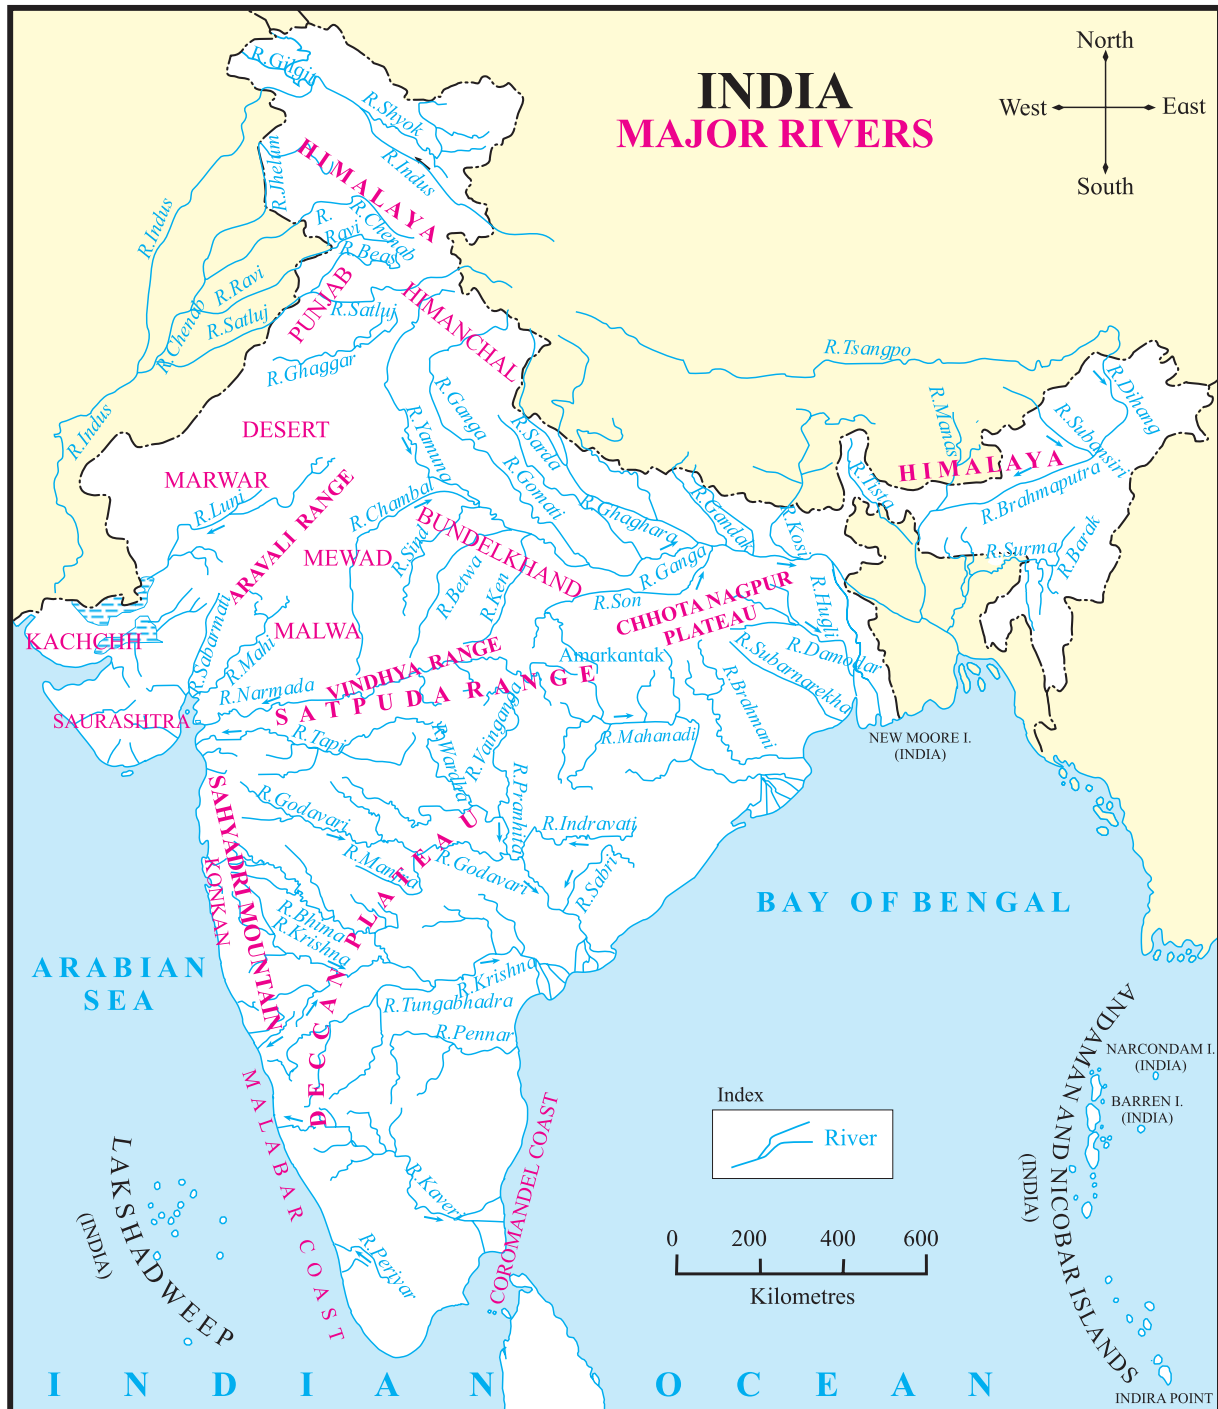 INDIA
MAJOR RIVERS
North
West
East
South
R.Gilgit
R.Shyok
R.Indus
R.Jhelum
HIMALAYA
R.Indus
R.
Ravi
R.Chenab
R.Beas
R.Ravi
PUNJAB
R.Chenab
R.Satluj
R.Satluj
HIMANCHAL
R.Ghaggar
R.Tsangpo
R.Indus
R.Ganga
R.Yamuna
R.Sarda
R.Manas
R.Dihang
R.Subansiri
DESERT
MARWAR
R.Luni
ARAVALI RANGE
R.Chambal
R.Gomati
R.Ghaghara
R.Gandak
R.Kosi
R.Tista
HIMALAYA
R.Brahmaputra
R.Surma
R.Barak
MEWAD
R.Sind
BUNDELKHAND
R.Betwa
R.Ken
R.Ganga
R.Son
CHHOTA NAGPUR
PLATEAU
R.Hugli
KACHCHH
R.Sabarmati
R.Mahi
MALWA
VINDHYA RANGE
Amarkantak
R.Damodar
R.Subarnarekha
R.Narmada
SATPUDA RANGE
R.Brahmani
SAURASHTRA
R.Tapi
R.Wardha
R.Vainganga
R.Mahanadi
NEW MOORE I.
(INDIA)
SAHYADRI MOUNTAIN
R.Godavari
R.Pranhita
R.Indravati
KONKAN
R.Manjra
R.Godavari
R.Sabri
DECCAN PLATEAU
R.Bhima
R.Krishna
R.Krishna
R.Tungabhadra
R.Pennar
BAY OF BENGAL
ARABIAN
SEA
MALABAR COAST
COROMANDEL COAST
R.Kaveri
R.Periyar
LAKSHADWEEP
(INDIA)
ANDAMAN AND NICOBAR ISLANDS
(INDIA)
NARCONDAM I.
(INDIA)
BARREN I.
(INDIA)
INDIRA POINT
Index
River
0 200 400 600
Kilometres
INDIAN OCEAN